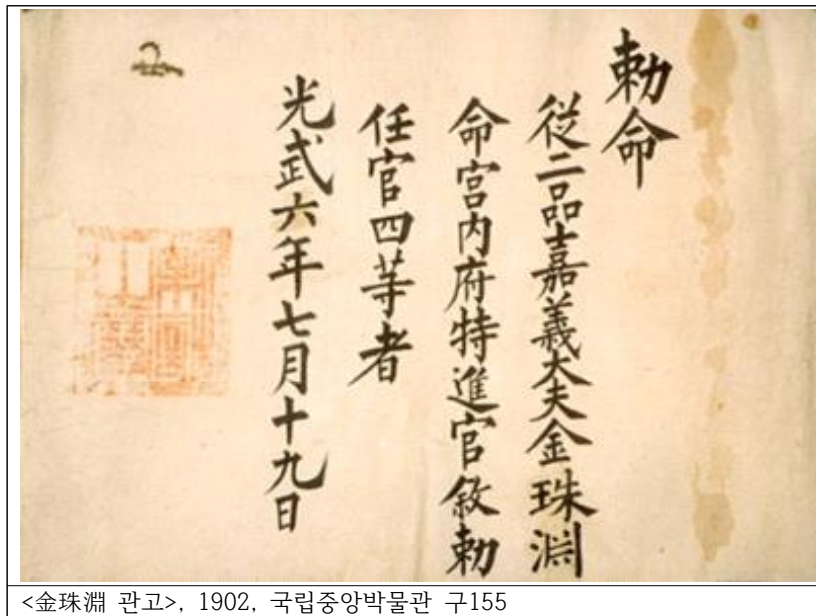 勅命
從二品嘉義大夫金珠淵
命宮内府特進官敘勅
任官四等者
光武六年七月十九日
<金珠淵 관고>, 1902, 국립중앙박물관 구155